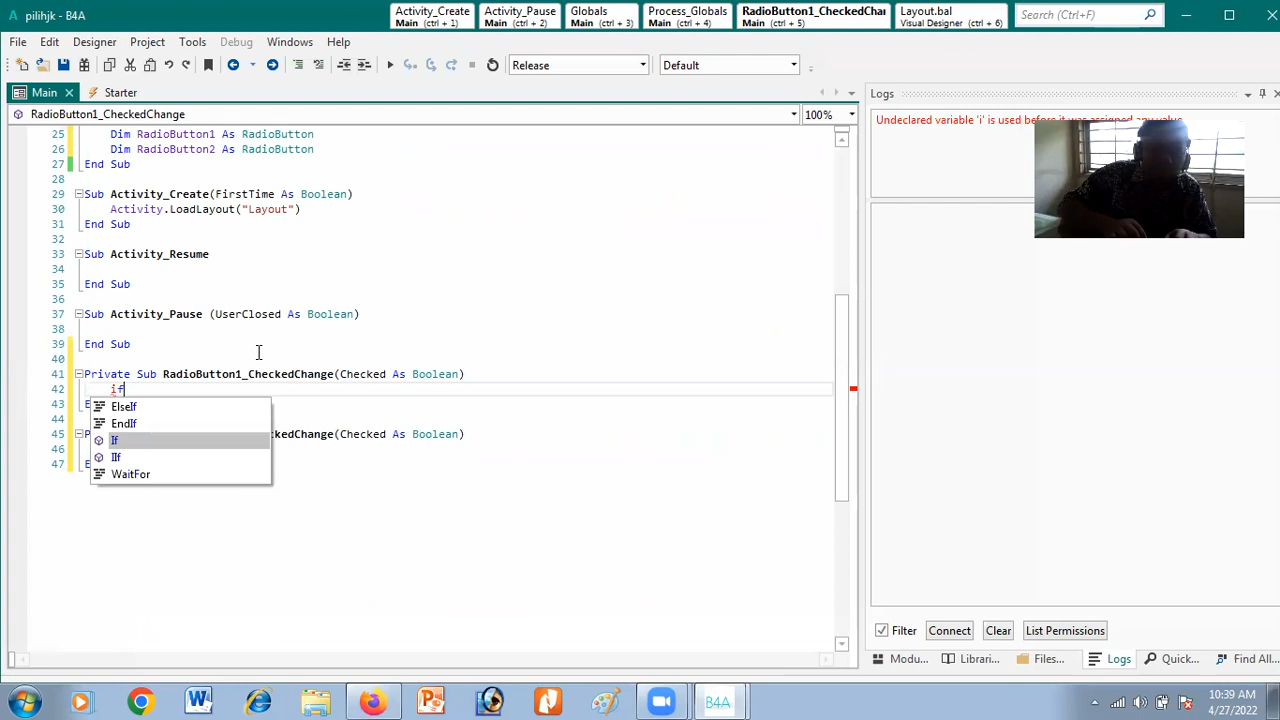 pilihjk
Activity_Create
Main (ctrl + 1)
Activity_Pause
Main (ctrl + 2)
Globals
Main (ctrl + 3)
Process_Globals
Main (ctrl + 4)
RadioButton1_CheckedChan
Main (ctrl + 5)
Layout.bal
Visual Designer (ctrl + 6)
Search (Ctrl+F)
File Edit Designer Project Tools Debug Windows Help
Release Default
Main Starter
RadioButton1_CheckedChange 100%
25 Dim RadioButton1 As RadioButton
26 Dim RadioButton2 As RadioButton
27 End Sub
28
29 Sub Activity_Create(FirstTime As Boolean)
30 Activity.LoadLayout("Layout")
31 End Sub
32
33 Sub Activity_Resume
34
35 End Sub
36
37 Sub Activity_Pause (UserClosed As Boolean)
38
39 End Sub
40
41 Private Sub RadioButton1_CheckedChange(Checked As Boolean)
42 if
43 E
44
45 P kedChange(Checked As Boolean)
46
47 E
ElseIf
EndIf
If
IIf
WaitFor
Logs
Undeclared variable 'i' is used before it was assigned any value.
Filter Connect Clear List Permissions
Modu... Librari... Files... Logs Quick... Find All...
B4A
10:39 AM
4/27/2022